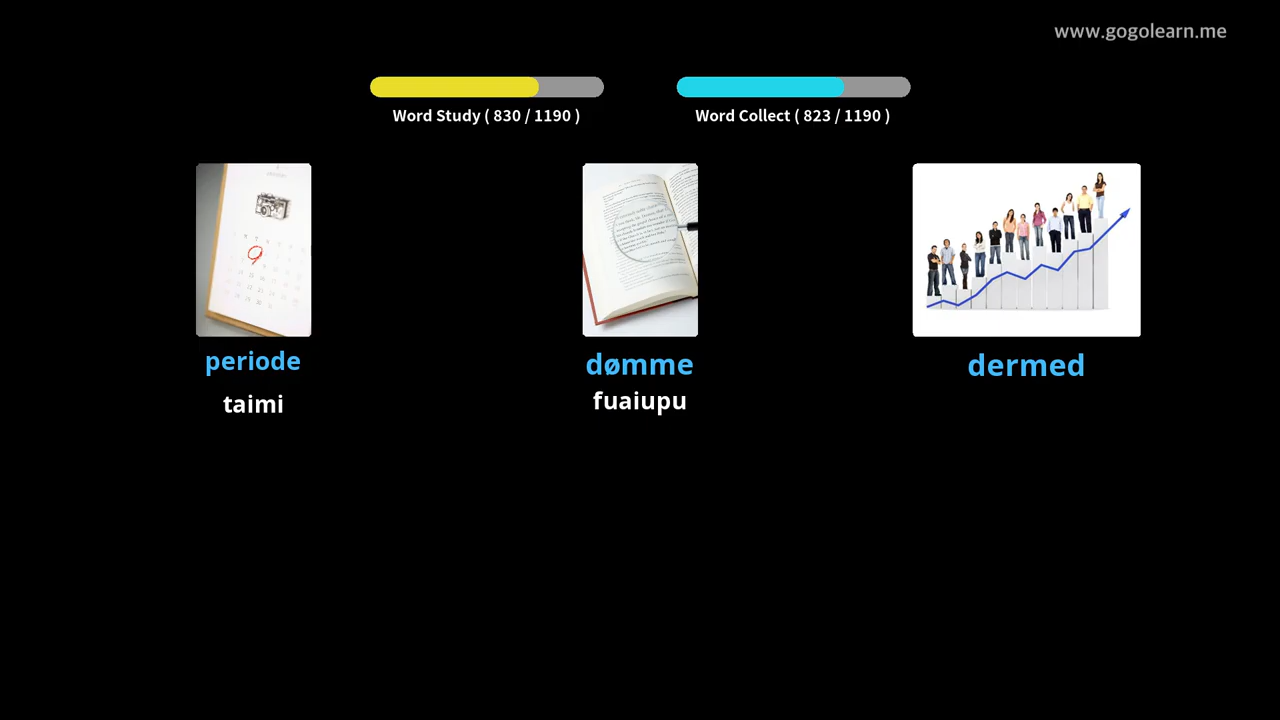 www.gogolearn.me
Word Study ( 830 / 1190 )
Word Collect ( 823 / 1190 )
periode
dømme
dermed
taimi
fuaiupu